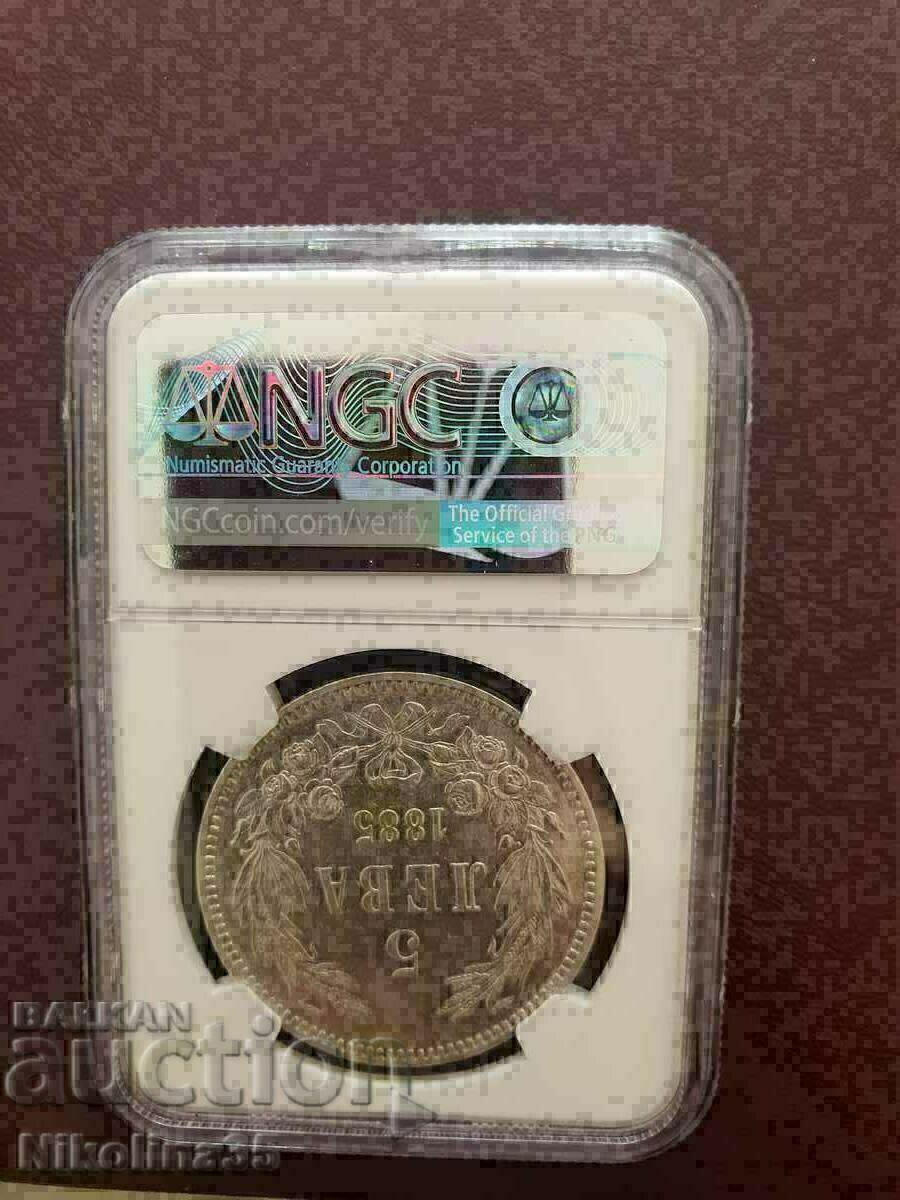 NGC
Numismatic Guaranty Corporation
NGCcoin.com/verify
The Official Grading
Service of the PNG
5
ЛЕВА
1885
BALKAN
auction
Nikolina35